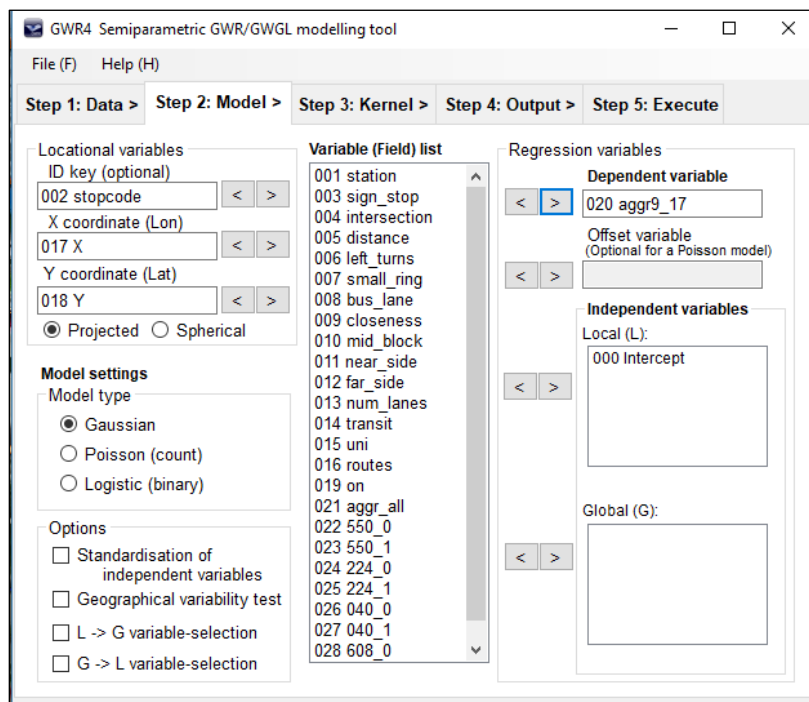 GWR4 Semiparametric GWR/GWGL modelling tool
File (F) Help (H)
Step 1: Data > Step 2: Model > Step 3: Kernel > Step 4: Output > Step 5: Execute
Locational variables
ID key (optional)
002 stopcode
< >
X coordinate (Lon)
017 X
< >
Y coordinate (Lat)
018 Y
< >
Projected Spherical
Model settings
Model type
Gaussian
Poisson (count)
Logistic (binary)
Options
Standardisation of
independent variables
Geographical variability test
L -> G variable-selection
G -> L variable-selection
Variable (Field) list
001 station
003 sign_stop
004 intersection
005 distance
006 left_turns
007 small_ring
008 bus_lane
009 closeness
010 mid_block
011 near_side
012 far_side
013 num_lanes
014 transit
015 uni
016 routes
019 on
021 aggr_all
022 550_0
023 550_1
024 224_0
025 224_1
026 040_0
027 040_1
028 608_0
Regression variables
Dependent variable
< >
020 aggr9_17
Offset variable
(Optional for a Poisson model)
< >
Independent variables
Local (L):
000 Intercept
< >
Global (G):
< >